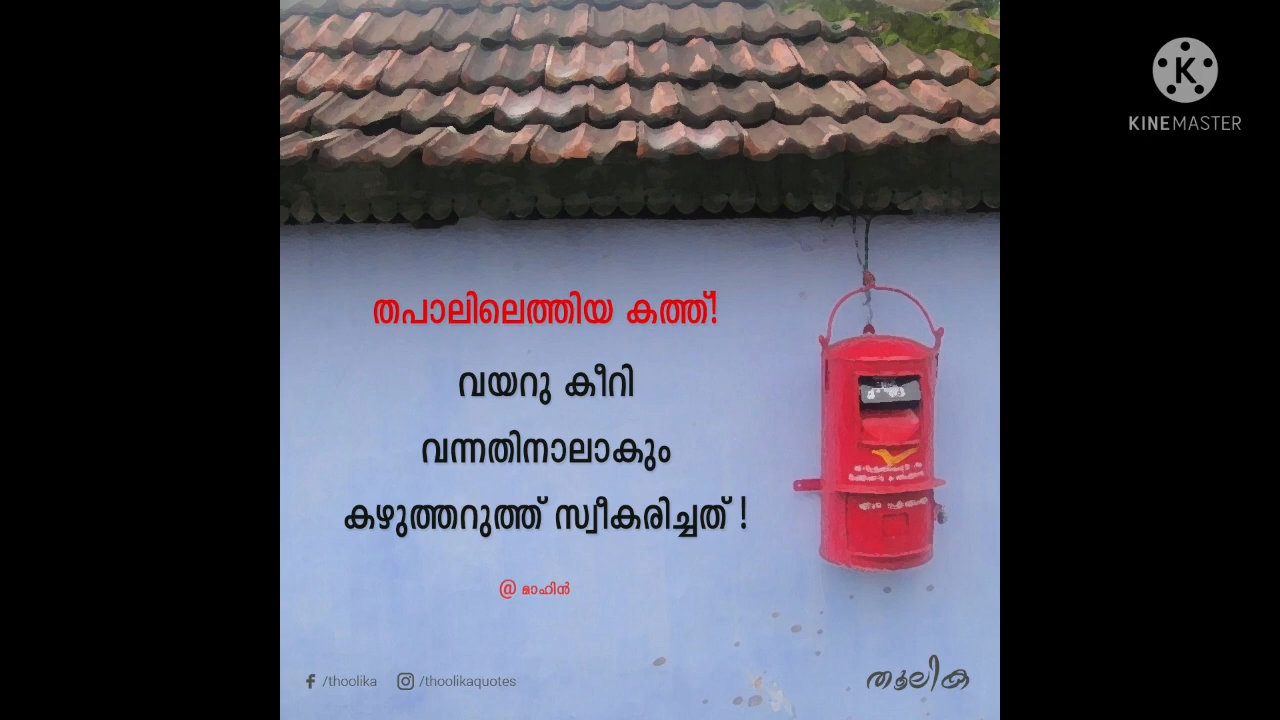 KINEMASTER
തപാലിലെത്തിയ കത്ത്!
വയറു കീറി
വന്നതിനാലാകും
കഴുത്തറുത്ത് സ്വീകരിച്ചത് !
@ മാഹിൻ
/thoolika /thoolikaquotes
തൂലിക